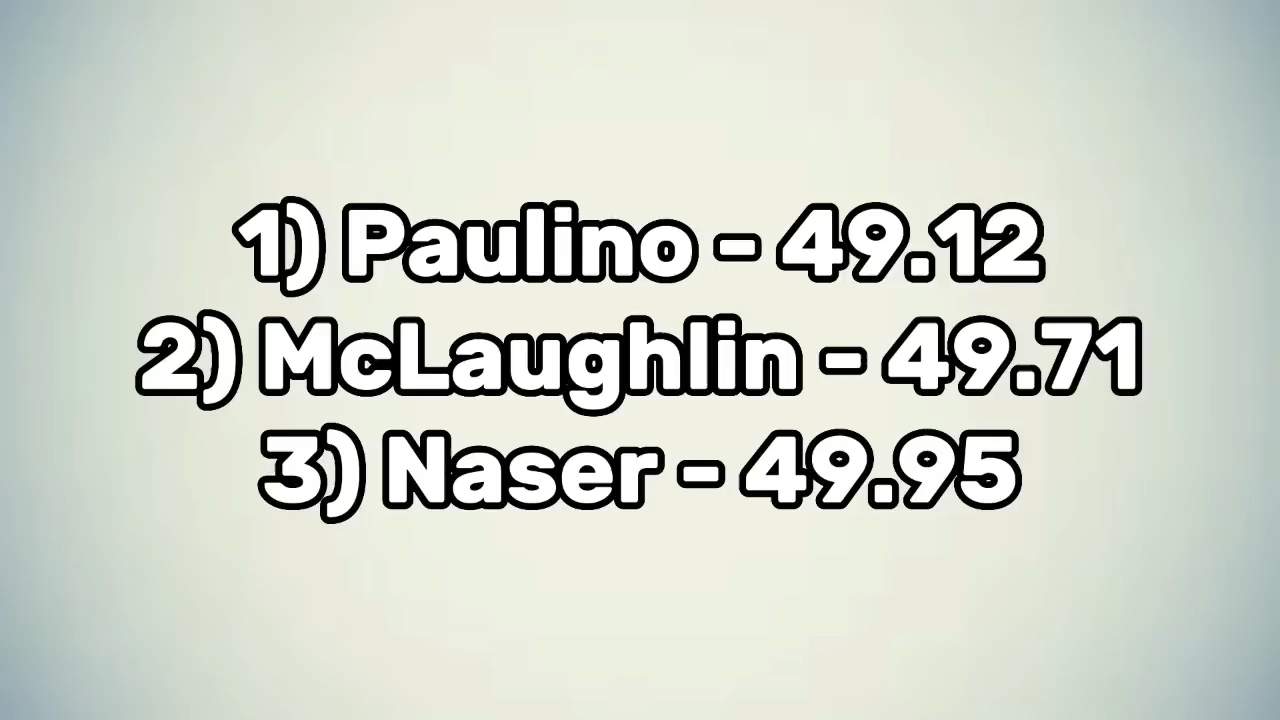 1) Paulino - 49.12
2) McLaughlin - 49.71
3) Naser - 49.95